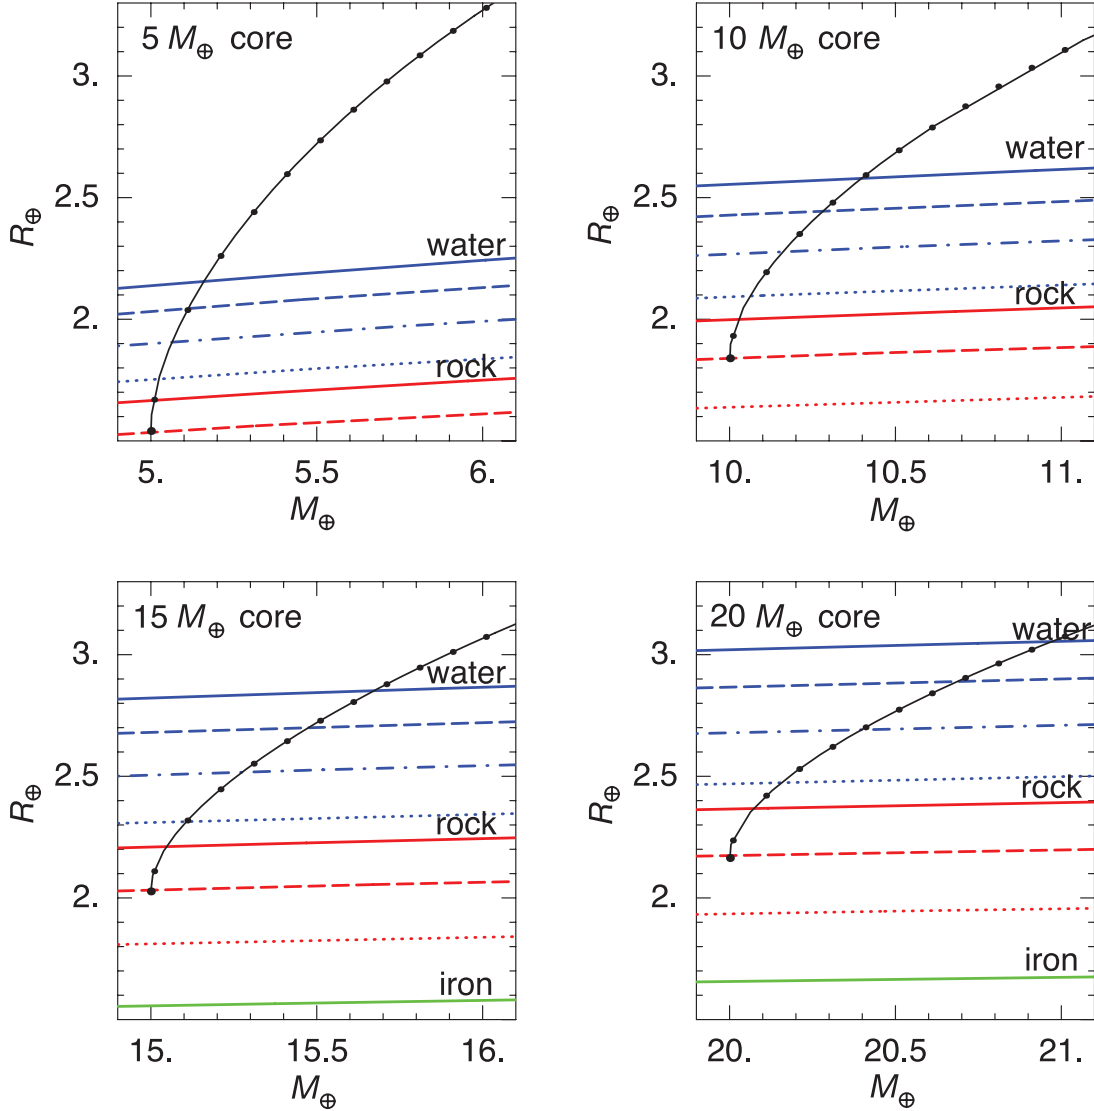 5 M⊕ core
10 M⊕ core
3.
2.5
2.
R⊕
water
rock
5.
5.5
6.
M⊕
3.
2.5
2.
R⊕
water
rock
10.
10.5
11.
M⊕
15 M⊕ core
20 M⊕ core
3.
2.5
2.
R⊕
water
rock
iron
15.
15.5
16.
M⊕
3.
2.5
2.
R⊕
water
rock
iron
20.
20.5
21.
M⊕